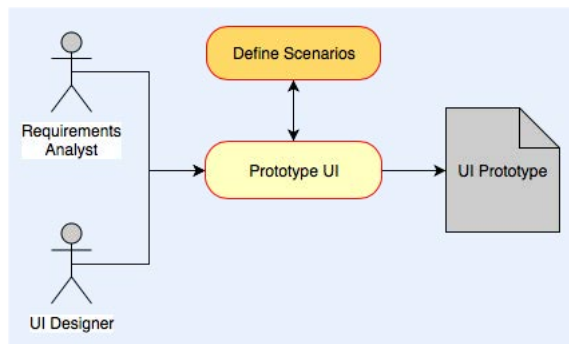 Define Scenarios
Requirements
Analyst
Prototype UI
UI Prototype
UI Designer